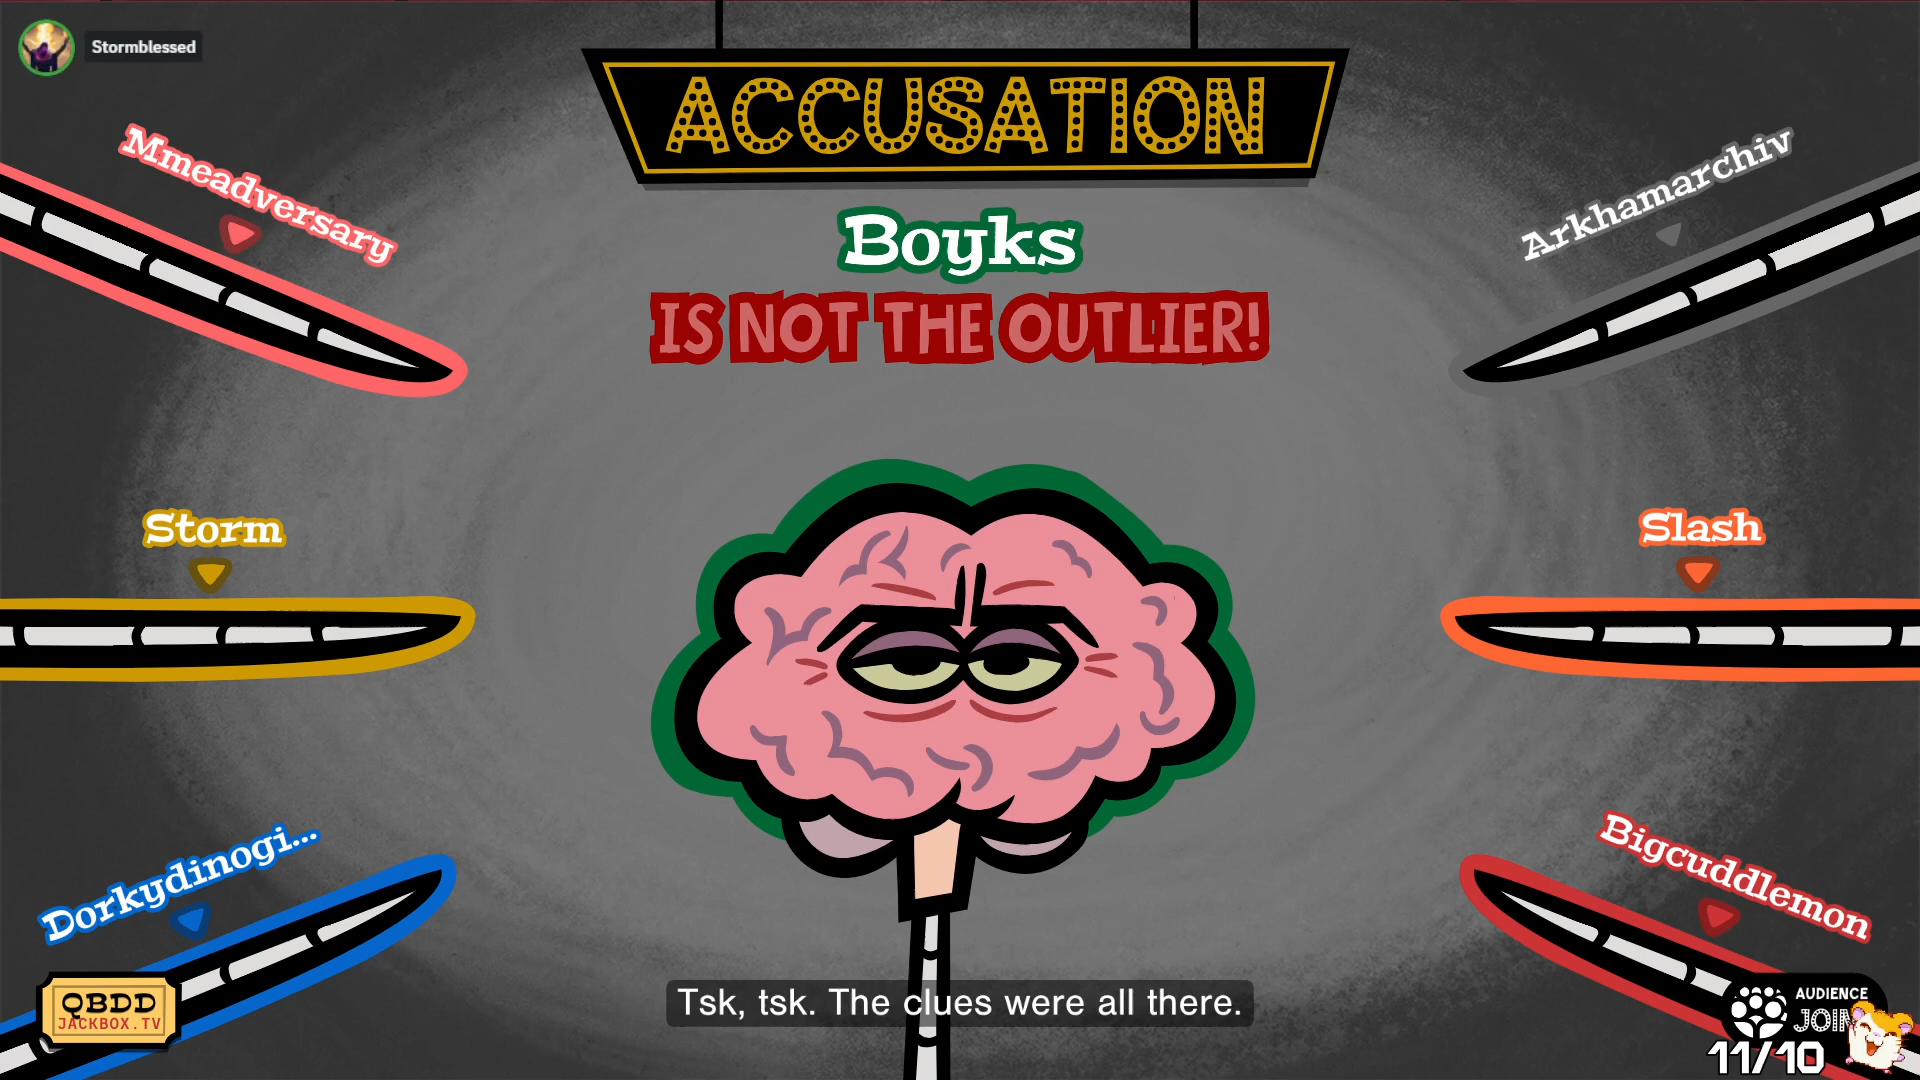 Stormblessed
ACCUSATION
Mmeadversary
Arkhamarchiv
Boyks
IS NOT THE OUTLIER!
Storm
Slash
Dorkydinogi...
Bigcuddlemon
QBDD
JACKBOX.TV
Tsk, tsk. The clues were all there.
AUDIENCE
JOIN
11/10